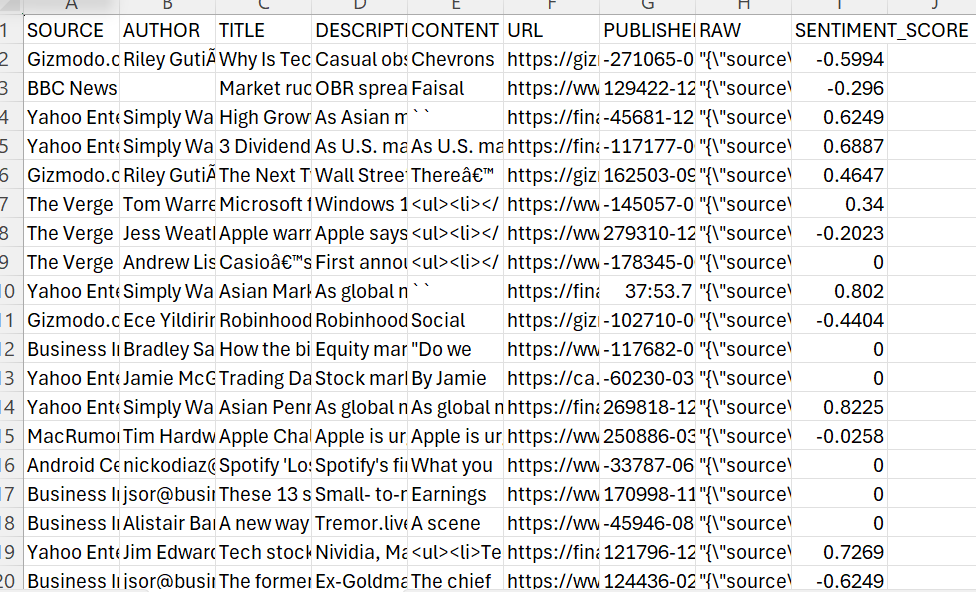 A B C D E F G H I J
1 SOURCE AUTHOR TITLE DESCRIPTI CONTENT URL PUBLISHEI RAW SENTIMENT_SCORE
2 Gizmodo.c Riley GutiÃ Why Is Tec Casual obs Chevrons https://giz -271065-0 "{\"source\ -0.5994
3 BBC News Market ruc OBR sprea Faisal https://ww 129422-12 "{\"source\ -0.296
4 Yahoo Ente Simply Wa High Grow As Asian m `` https://fina -45681-12 "{\"source\ 0.6249
5 Yahoo Ente Simply Wa 3 Dividend As U.S. ma As U.S. ma https://fina -117177-0 "{\"source\ 0.6887
6 Gizmodo.c Riley GutiÃ The Next T Wall Stree Thereâ€™ https://giz 162503-09 "{\"source\ 0.4647
7 The Verge Tom Warre Microsoft f Windows 1 <ul><li></ https://ww -145057-0 "{\"source\ 0.34
8 The Verge Jess Weatl Apple warr Apple says <ul><li></ https://ww 279310-12 "{\"source\ -0.2023
9 The Verge Andrew Lis Casioâ€™s First annou <ul><li></ https://ww -178345-0 "{\"source\ 0
10 Yahoo Ente Simply Wa Asian Mark As global n `` https://fina 37:53.7 "{\"source\ 0.802
11 Gizmodo.c Ece Yildirir Robinhood Robinhood Social https://giz -102710-0 "{\"source\ -0.4404
12 Business I Bradley Sa How the bi Equity mar "Do we https://ww -117682-0 "{\"source\ 0
13 Yahoo Ente Jamie McG Trading Da Stock marl By Jamie https://ca. -60230-03 "{\"source\ 0
14 Yahoo Ente Simply Wa Asian Penr As global n As global n https://fina 269818-12 "{\"source\ 0.8225
15 MacRumo Tim Hardw Apple Chal Apple is ur Apple is ur https://ww 250886-03 "{\"source\ -0.0258
16 Android Ce nickodiaz@ Spotify 'Lo Spotify's fi What you https://ww -33787-06 "{\"source\ 0
17 Business I jsor@busi These 13 s Small- to-r Earnings https://ww 170998-11 "{\"source\ 0
18 Business I Alistair Bar A new way Tremor.live A scene https://ww -45946-08 "{\"source\ 0
19 Yahoo Ente Jim Edwarc Tech stock Nividia, Ma <ul><li>Te https://fina 121796-12 "{\"source\ 0.7269
20 Business I jsor@busi The former Ex-Goldma The chief https://ww 124436-02 "{\"source\ -0.6249